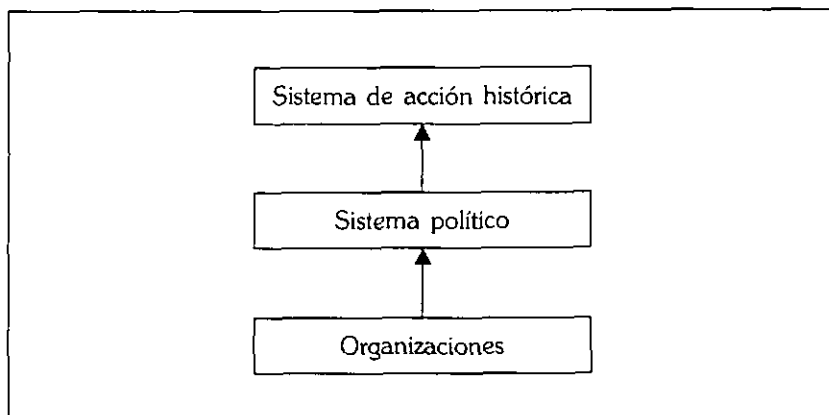 Sistema de acción histórica
Sistema político
Organizaciones